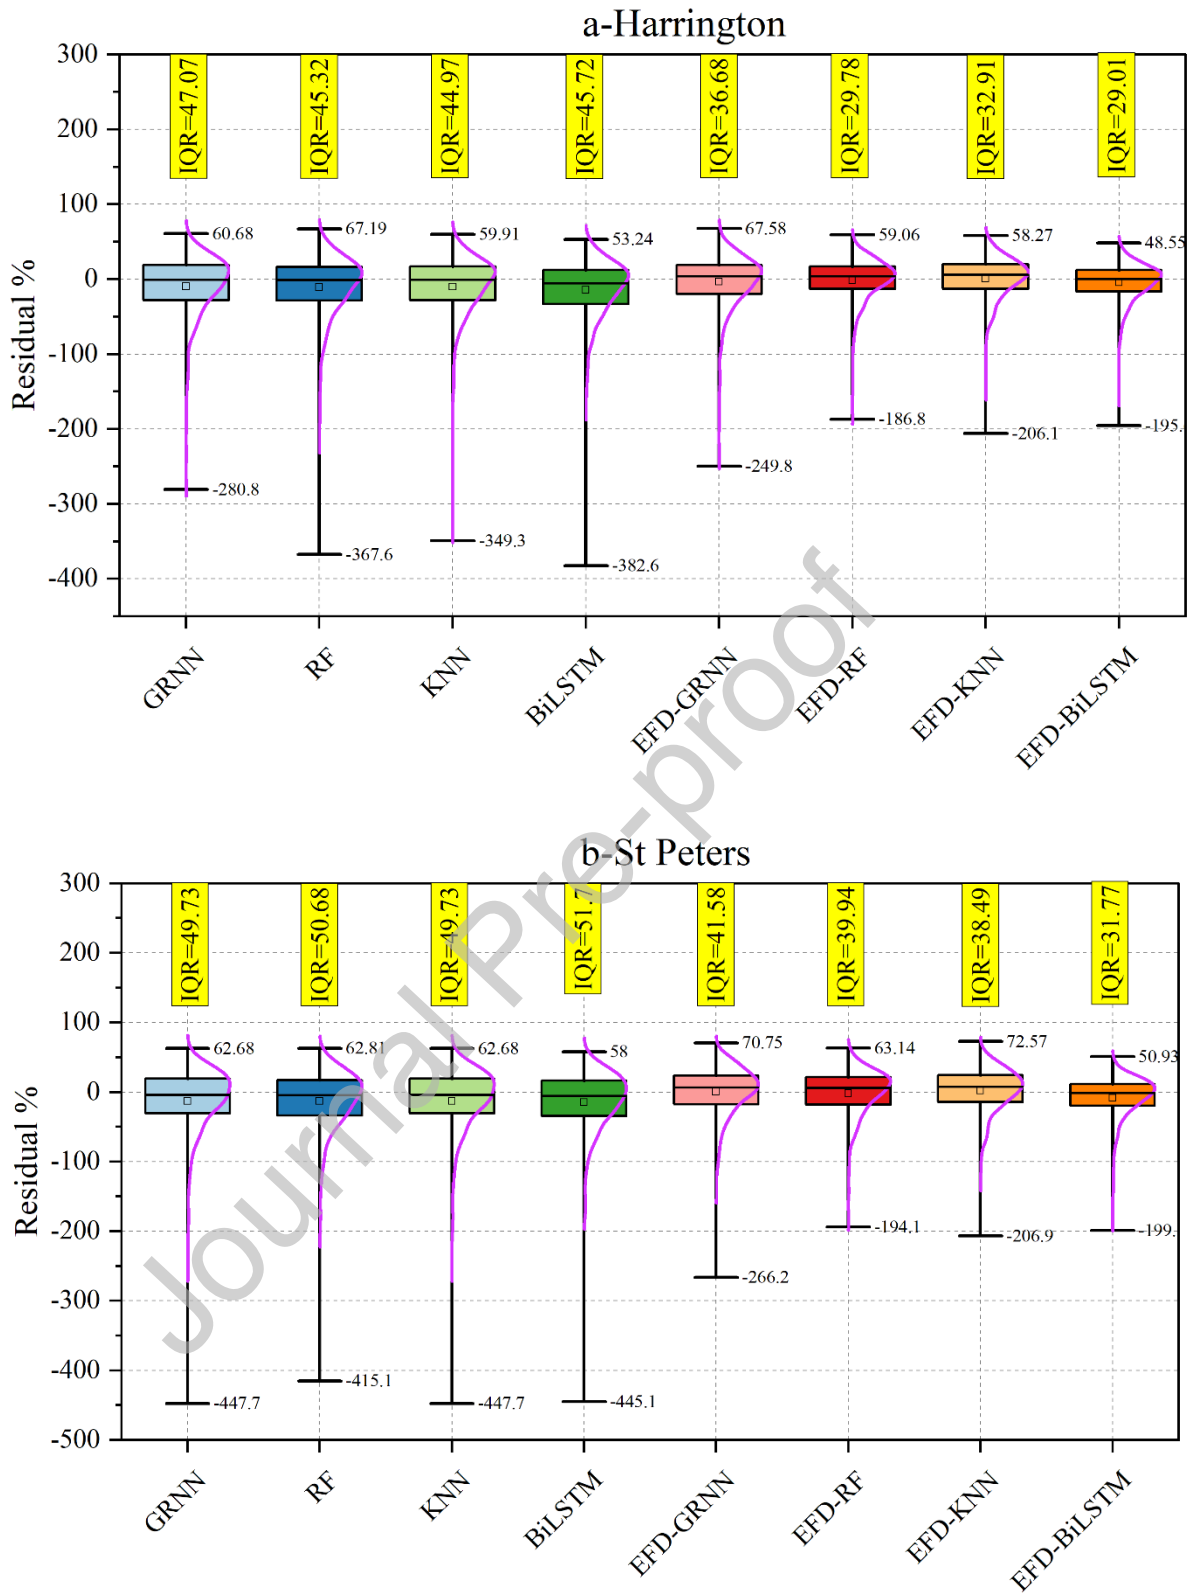 a-Harrington
300
200
100
0
-100
-200
-300
-400
Residual %
IQR=47.07
IQR=45.32
IQR=44.97
IQR=45.72
IQR=36.68
IQR=29.78
IQR=32.91
IQR=29.01
60.68
67.19
59.91
53.24
67.58
59.06
58.27
48.55
-280.8
-367.6
-349.3
-382.6
-249.8
-186.8
-206.1
-195.
GRNN
RF
KNN
BiLSTM
EFD-GRNN
EFD-RF
EFD-KNN
EFD-BiLSTM
Journal Pre-proof
b-St Peters
300
200
100
0
-100
-200
-300
-400
-500
Residual %
IQR=49.73
IQR=50.68
IQR=49.73
IQR=51.7
IQR=41.58
IQR=39.94
IQR=38.49
IQR=31.77
62.68
62.81
62.68
58
70.75
63.14
72.57
50.93
-447.7
-415.1
-447.7
-445.1
-266.2
-194.1
-206.9
-199.
GRNN
RF
KNN
BiLSTM
EFD-GRNN
EFD-RF
EFD-KNN
EFD-BiLSTM